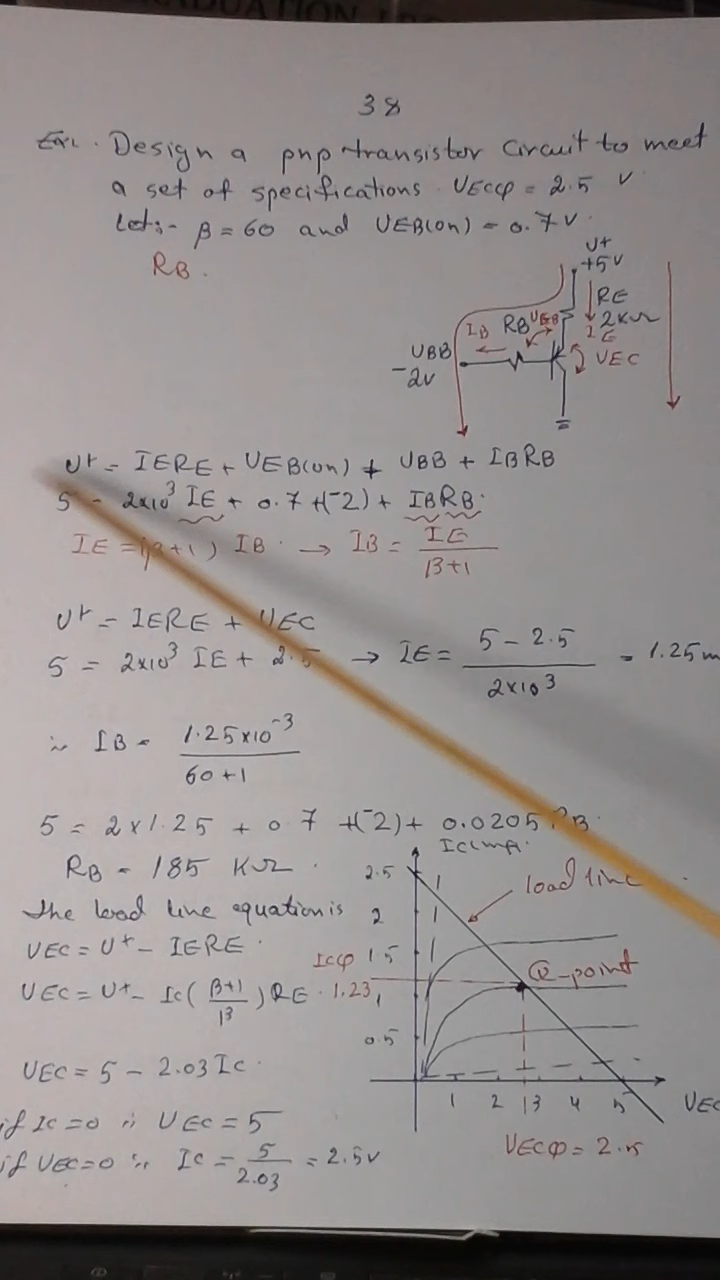 38
Ex. Design a pnp transistor circuit to meet
a set of specifications VECQ = 2.5 V
Let:- β = 60 and VEB(on) = 0.7 V.
RB.
V+
+5V
RE
2KΩ
IE
IB RB VEB
VEC
VBB
-2V
V+ = IERE + VEB(on) + VBB + IBRB
5 = 2x10³ IE + 0.7 +(-2) + IBRB.
IE = (β+1) IB → IB = IE / β+1
V+ = IERE + VEC
5 = 2x10³ IE + 2.5 → IE = 5 - 2.5 / 2x10³ = 1.25m
∴ IB = 1.25x10⁻³ / 60+1
5 = 2x1.25 + 0.7 +(-2) + 0.0205 RB.
RB = 185 KΩ.
The load line equation is
VEC = V+ - IERE.
VEC = V+ - Ic( β+1 / β ) RE.
VEC = 5 - 2.03 Ic.
if Ic = 0 ∴ VEC = 5
if VEC = 0 ∴ Ic = 5 / 2.03 = 2.5v
Ic(mA.
2.5
load line
2
ICQ 1.5
Q-point
1.23 1
0.5
1 2 3 4 5 VEC
VECQ = 2.5